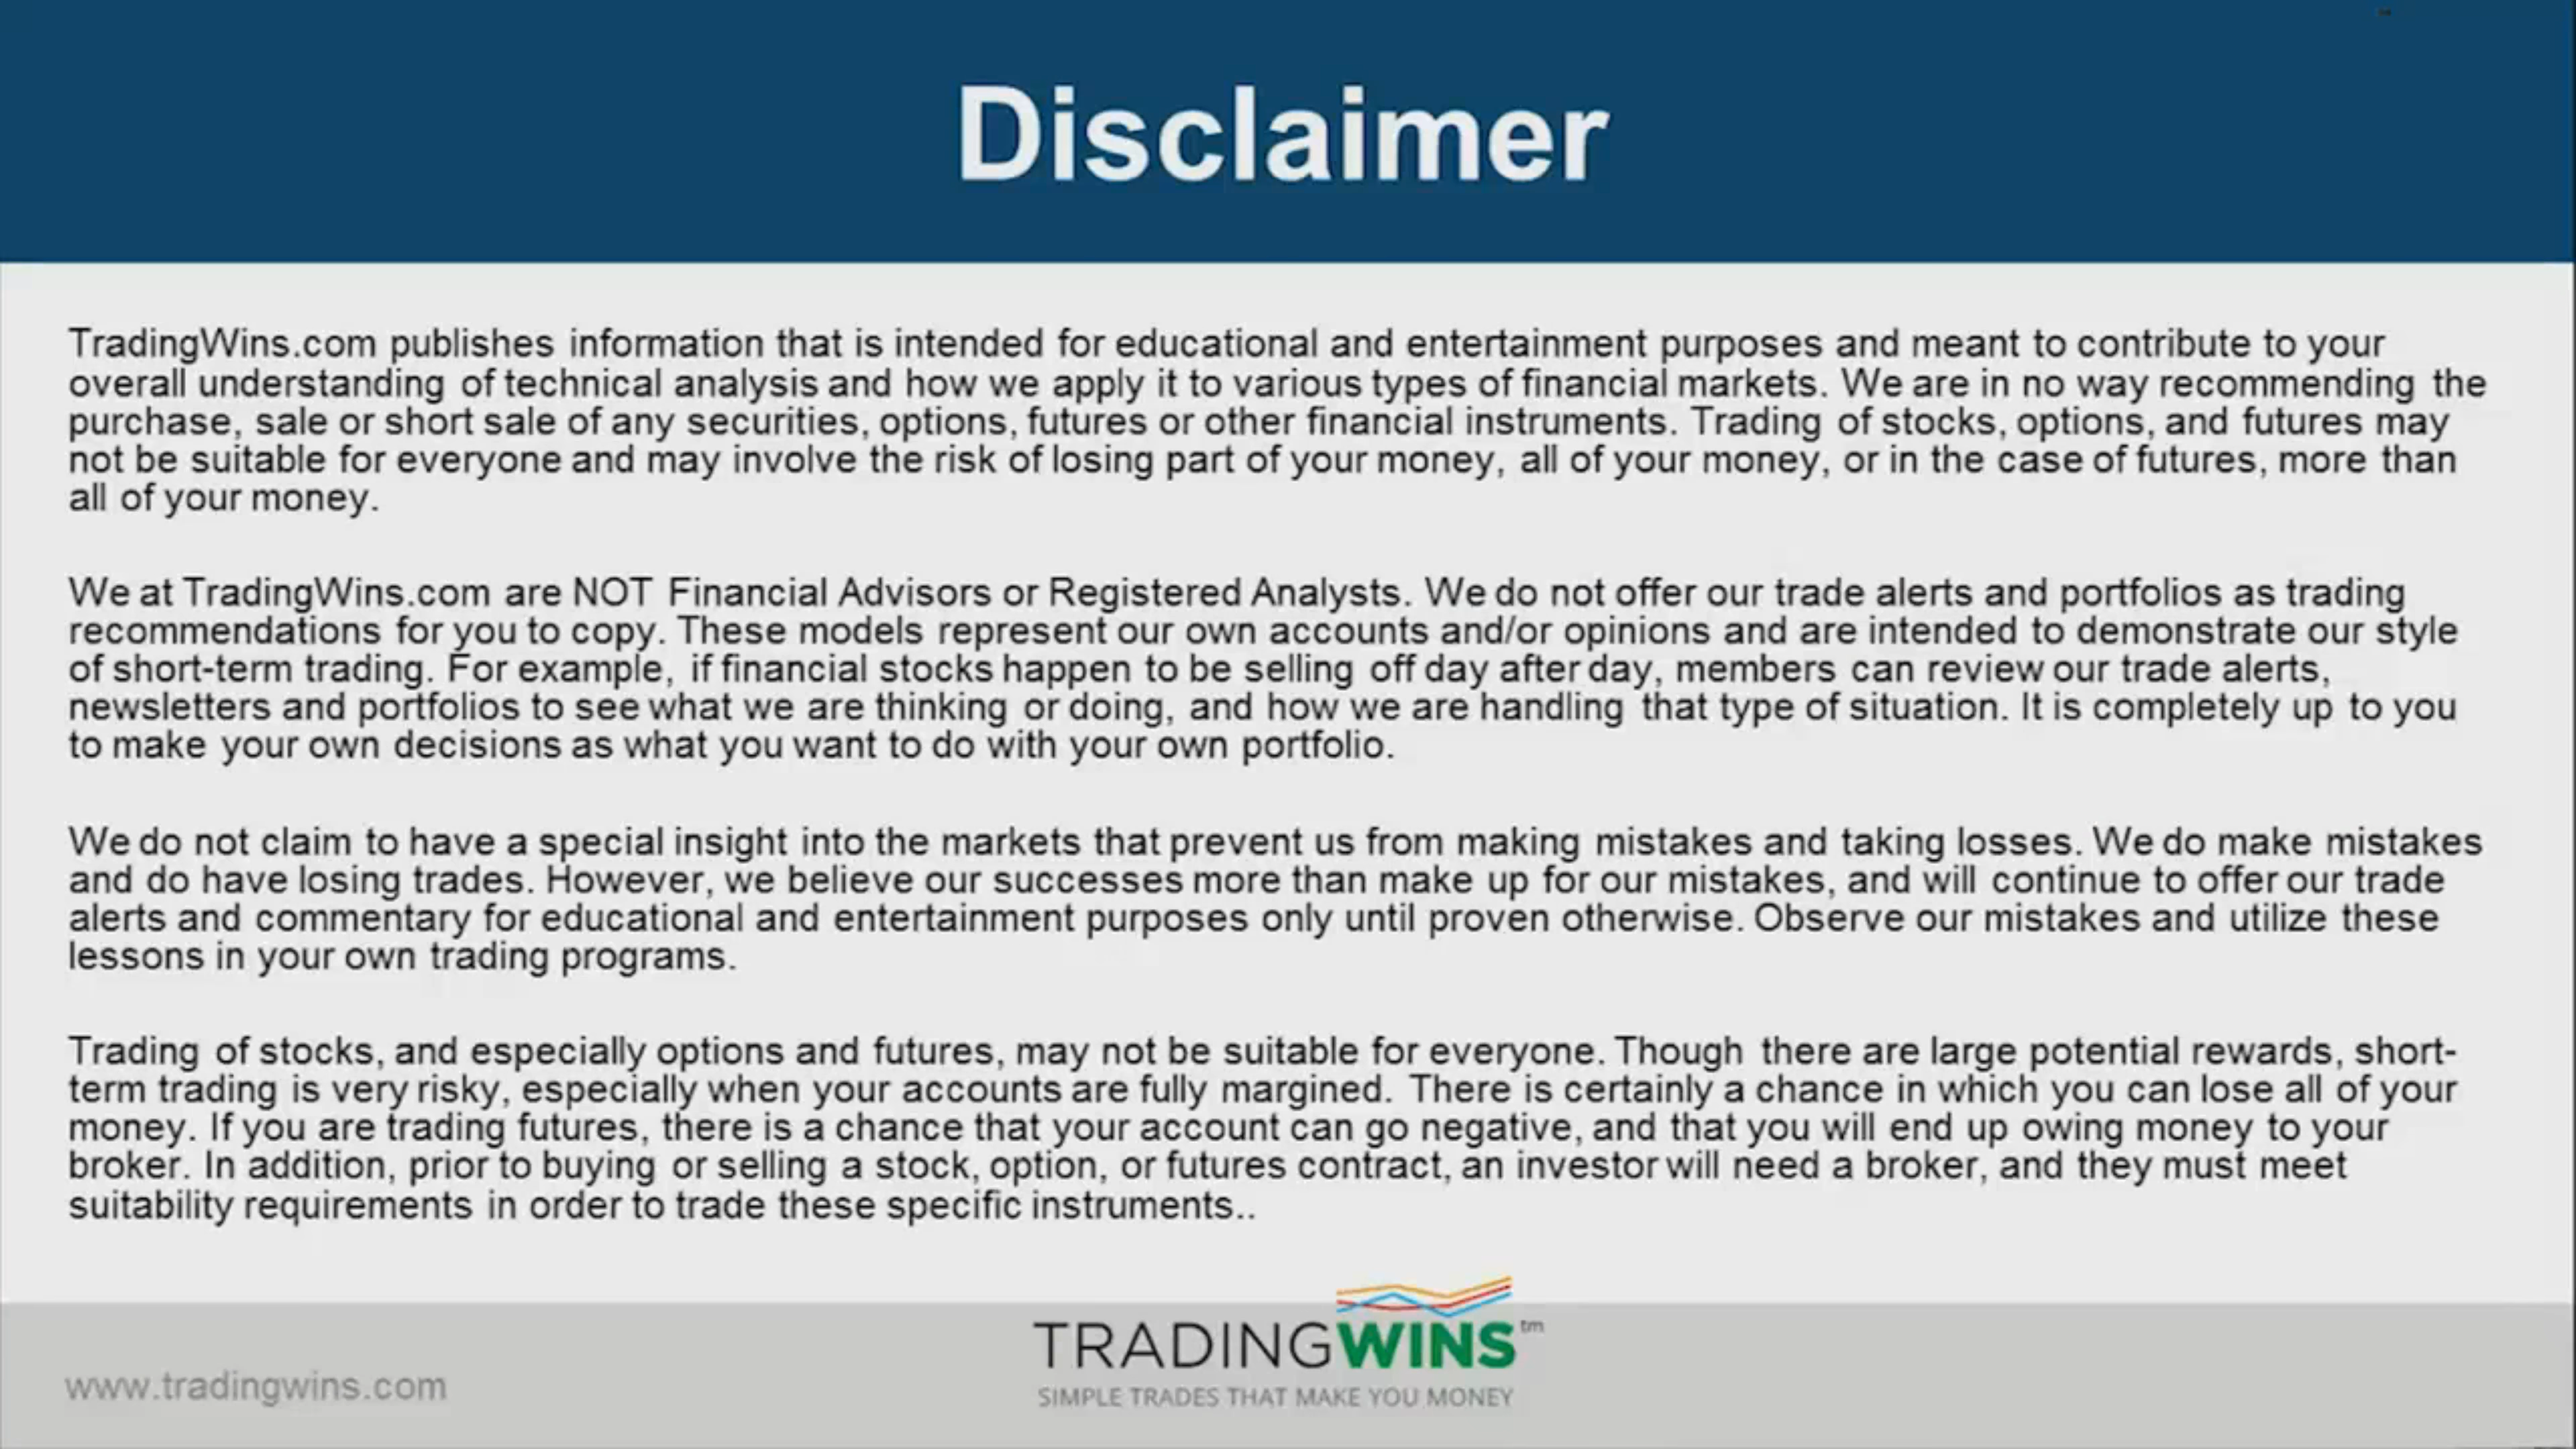 Disclaimer
TradingWins.com publishes information that is intended for educational and entertainment purposes and meant to contribute to your
overall understanding of technical analysis and how we apply it to various types of financial markets. We are in no way recommending the
purchase, sale or short sale of any securities, options, futures or other financial instruments. Trading of stocks, options, and futures may
not be suitable for everyone and may involve the risk of losing part of your money, all of your money, or in the case of futures, more than
all of your money.
We at TradingWins.com are NOT Financial Advisors or Registered Analysts. We do not offer our trade alerts and portfolios as trading
recommendations for you to copy. These models represent our own accounts and/or opinions and are intended to demonstrate our style
of short-term trading. For example, if financial stocks happen to be selling off day after day, members can review our trade alerts,
newsletters and portfolios to see what we are thinking or doing, and how we are handling that type of situation. It is completely up to you
to make your own decisions as what you want to do with your own portfolio.
We do not claim to have a special insight into the markets that prevent us from making mistakes and taking losses. We do make mistakes
and do have losing trades. However, we believe our successes more than make up for our mistakes, and will continue to offer our trade
alerts and commentary for educational and entertainment purposes only until proven otherwise. Observe our mistakes and utilize these
lessons in your own trading programs.
Trading of stocks, and especially options and futures, may not be suitable for everyone. Though there are large potential rewards, short-
term trading is very risky, especially when your accounts are fully margined. There is certainly a chance in which you can lose all of your
money. If you are trading futures, there is a chance that your account can go negative, and that you will end up owing money to your
broker. In addition, prior to buying or selling a stock, option, or futures contract, an investor will need a broker, and they must meet
suitability requirements in order to trade these specific instruments..
TRADINGWINS tm
SIMPLE TRADES THAT MAKE YOU MONEY
www.tradingwins.com